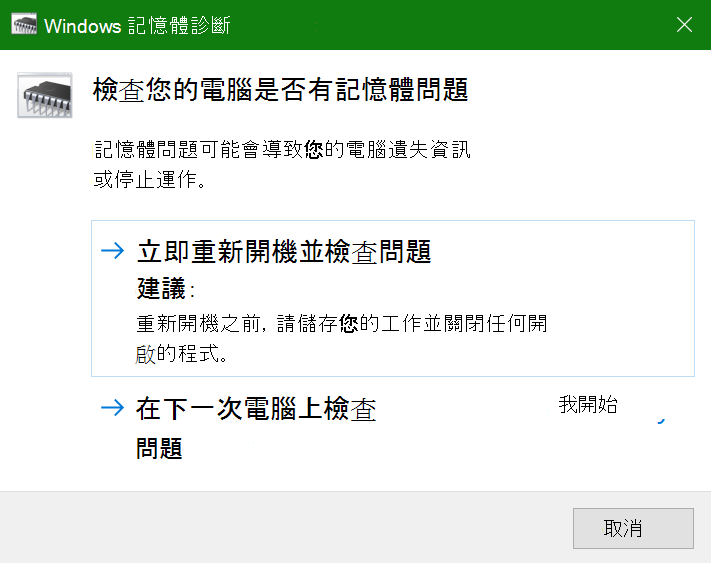 Windows 記憶體診斷
檢查您的電腦是否有記憶體問題
記憶體問題可能會導致您的電腦遺失資訊
或停止運作。
立即重新開機並檢查問題
建議:
重新開機之前, 請儲存您的工作並關閉任何開
啟的程式。
在下一次電腦上檢查
我開始
問題
取消